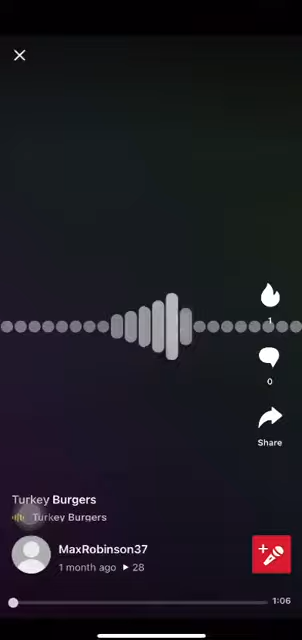 1
0
Share
Turkey Burgers
Turkey Burgers
MaxRobinson37
1 month ago ▶ 28
1:06